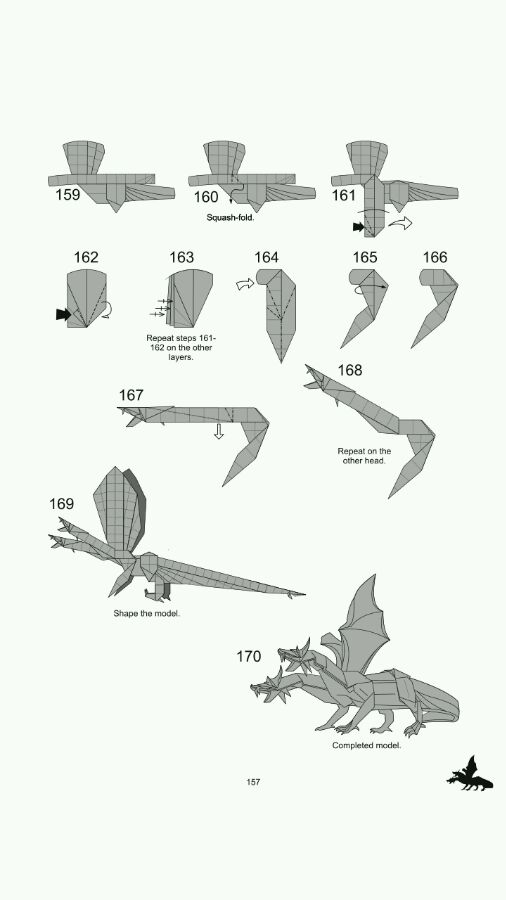 159
160
Squash-fold.
161
162
163
Repeat steps 161-
162 on the other
layers.
164
165
166
167
168
Repeat on the
other head.
169
Shape the model.
170
Completed model.
157